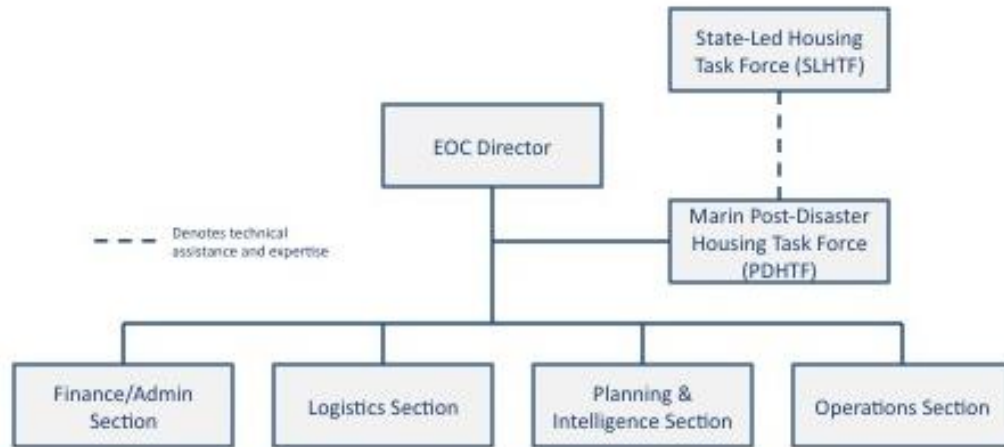 State-Led Housing
Task Force (SLHTF)
EOC Director
Marin Post-Disaster
Housing Task Force
(PDHTF)
Denotes technical
assistance and expertise
Finance/Admin
Section
Logistics Section
Planning &
Intelligence Section
Operations Section